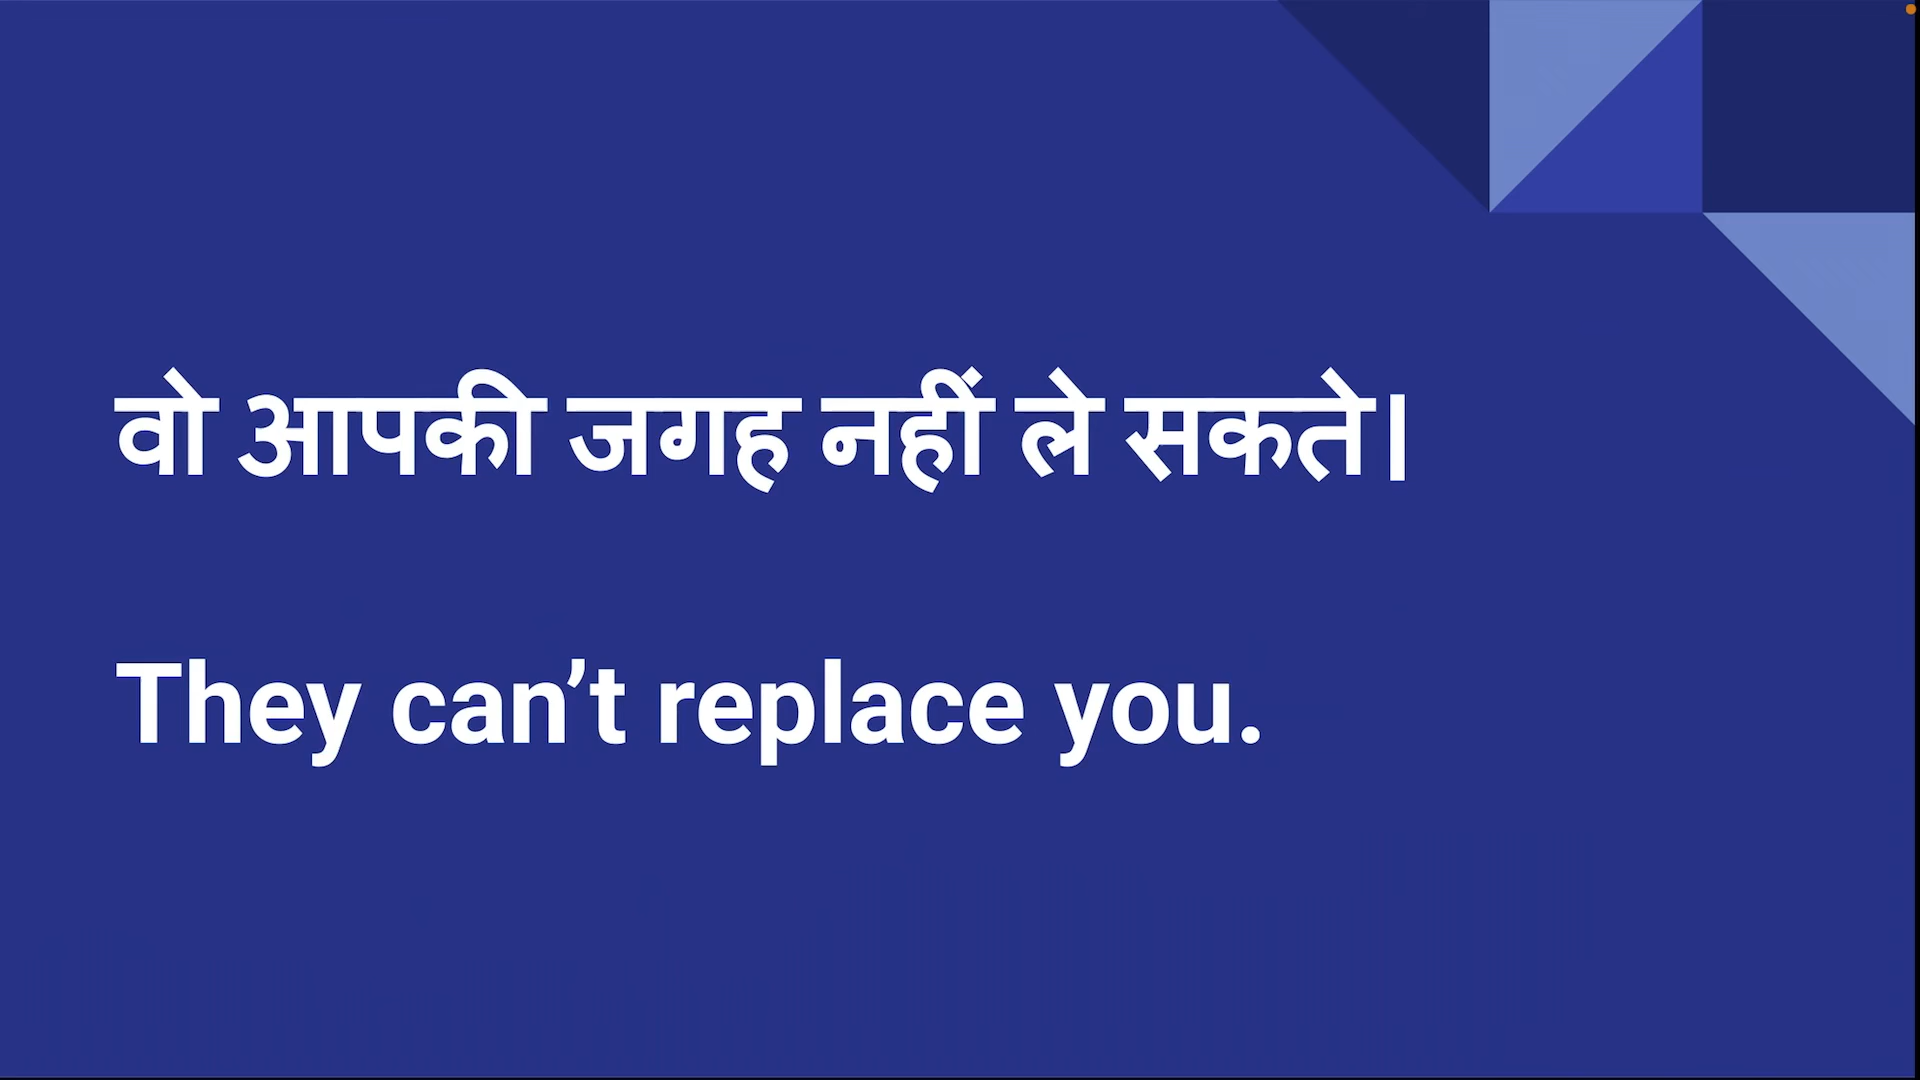 वो आपकी जगह नहीं ले सकते।
They can’t replace you.